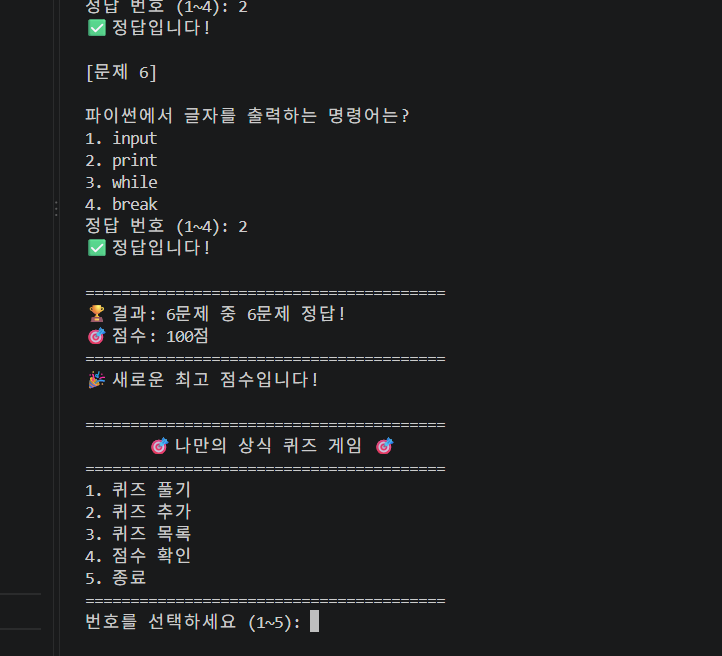 정답 번호 (1~4): 2
✅ 정답입니다!
[문제 6]
파이썬에서 글자를 출력하는 명령어는?
1. input
2. print
3. while
4. break
정답 번호 (1~4): 2
✅ 정답입니다!
========================================
🏆 결과: 6문제 중 6문제 정답!
🎯 점수: 100점
========================================
🎉 새로운 최고 점수입니다!
========================================
🎯 나만의 상식 퀴즈 게임 🎯
========================================
1. 퀴즈 풀기
2. 퀴즈 추가
3. 퀴즈 목록
4. 점수 확인
5. 종료
========================================
번호를 선택하세요 (1~5):